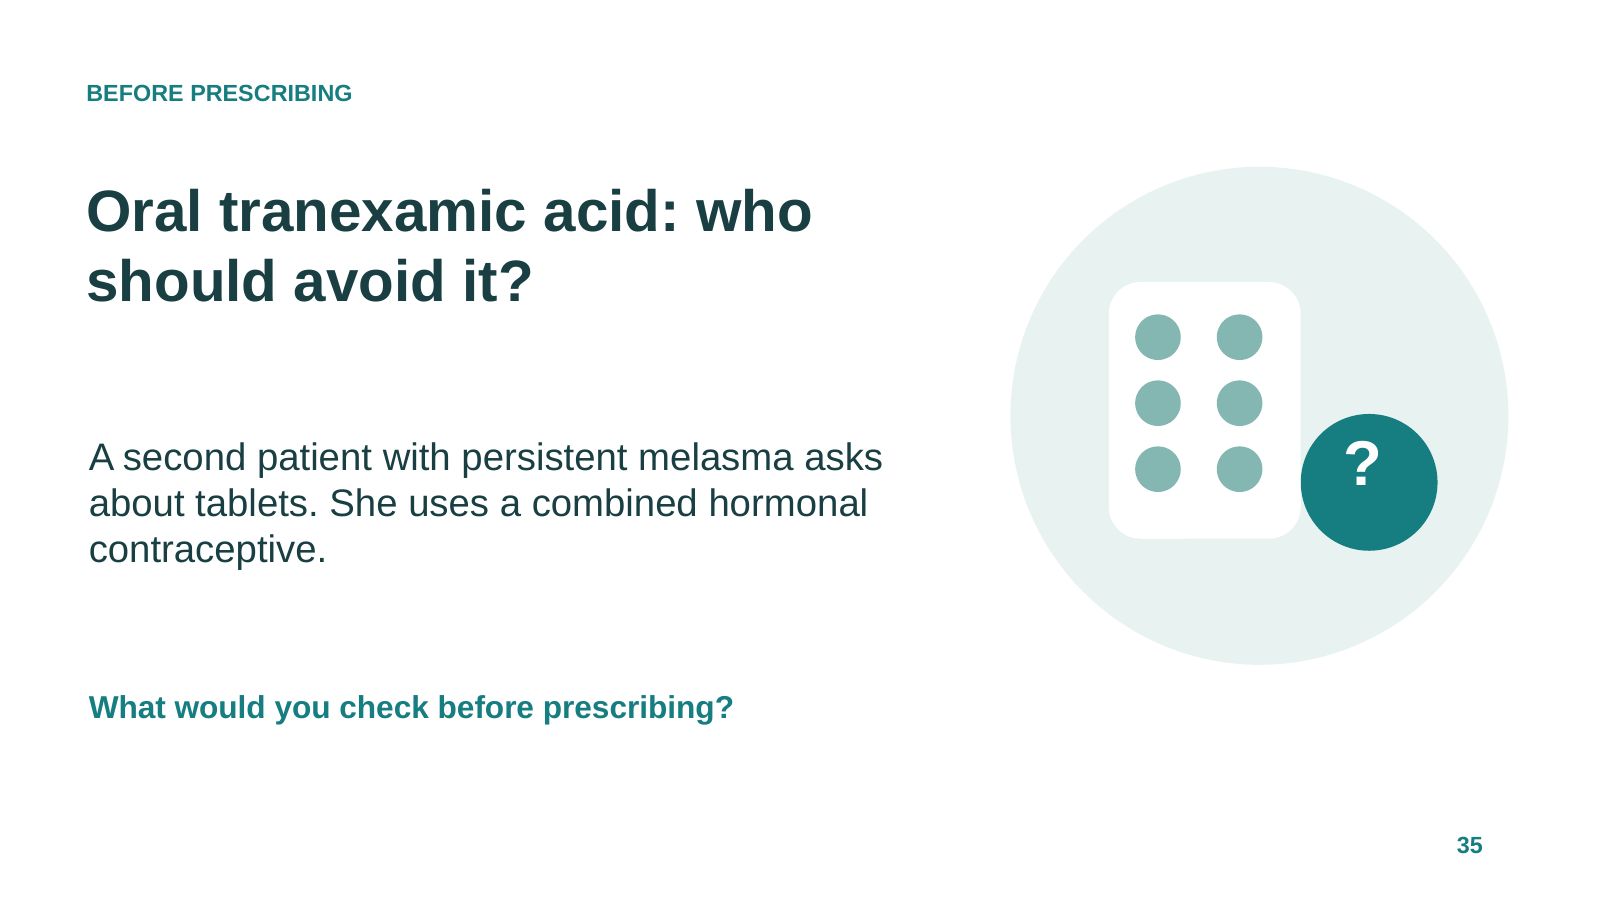 BEFORE PRESCRIBING
Oral tranexamic acid: who
should avoid it?
A second patient with persistent melasma asks
about tablets. She uses a combined hormonal
contraceptive.
?
What would you check before prescribing?
35